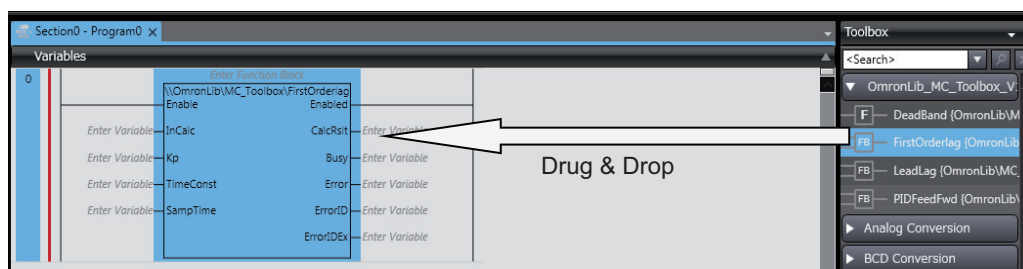 Section0 - Program0
Variables
0
Enter Function Block
\\OmronLib\MC_Toolbox\FirstOrderlag
Enable Enabled
Enter Variable InCalc CalcRslt Enter Variable
Enter Variable Kp Busy Enter Variable
Enter Variable TimeConst Error Enter Variable
Enter Variable SampTime ErrorID Enter Variable
ErrorIDEx Enter Variable
Drug & Drop
Toolbox
<Search>
OmronLib_MC_Toolbox_V
F DeadBand {OmronLib\M
FB FirstOrderlag {OmronLib
FB LeadLag {OmronLib\MC_
FB PIDFeedFwd {OmronLib\
Analog Conversion
BCD Conversion